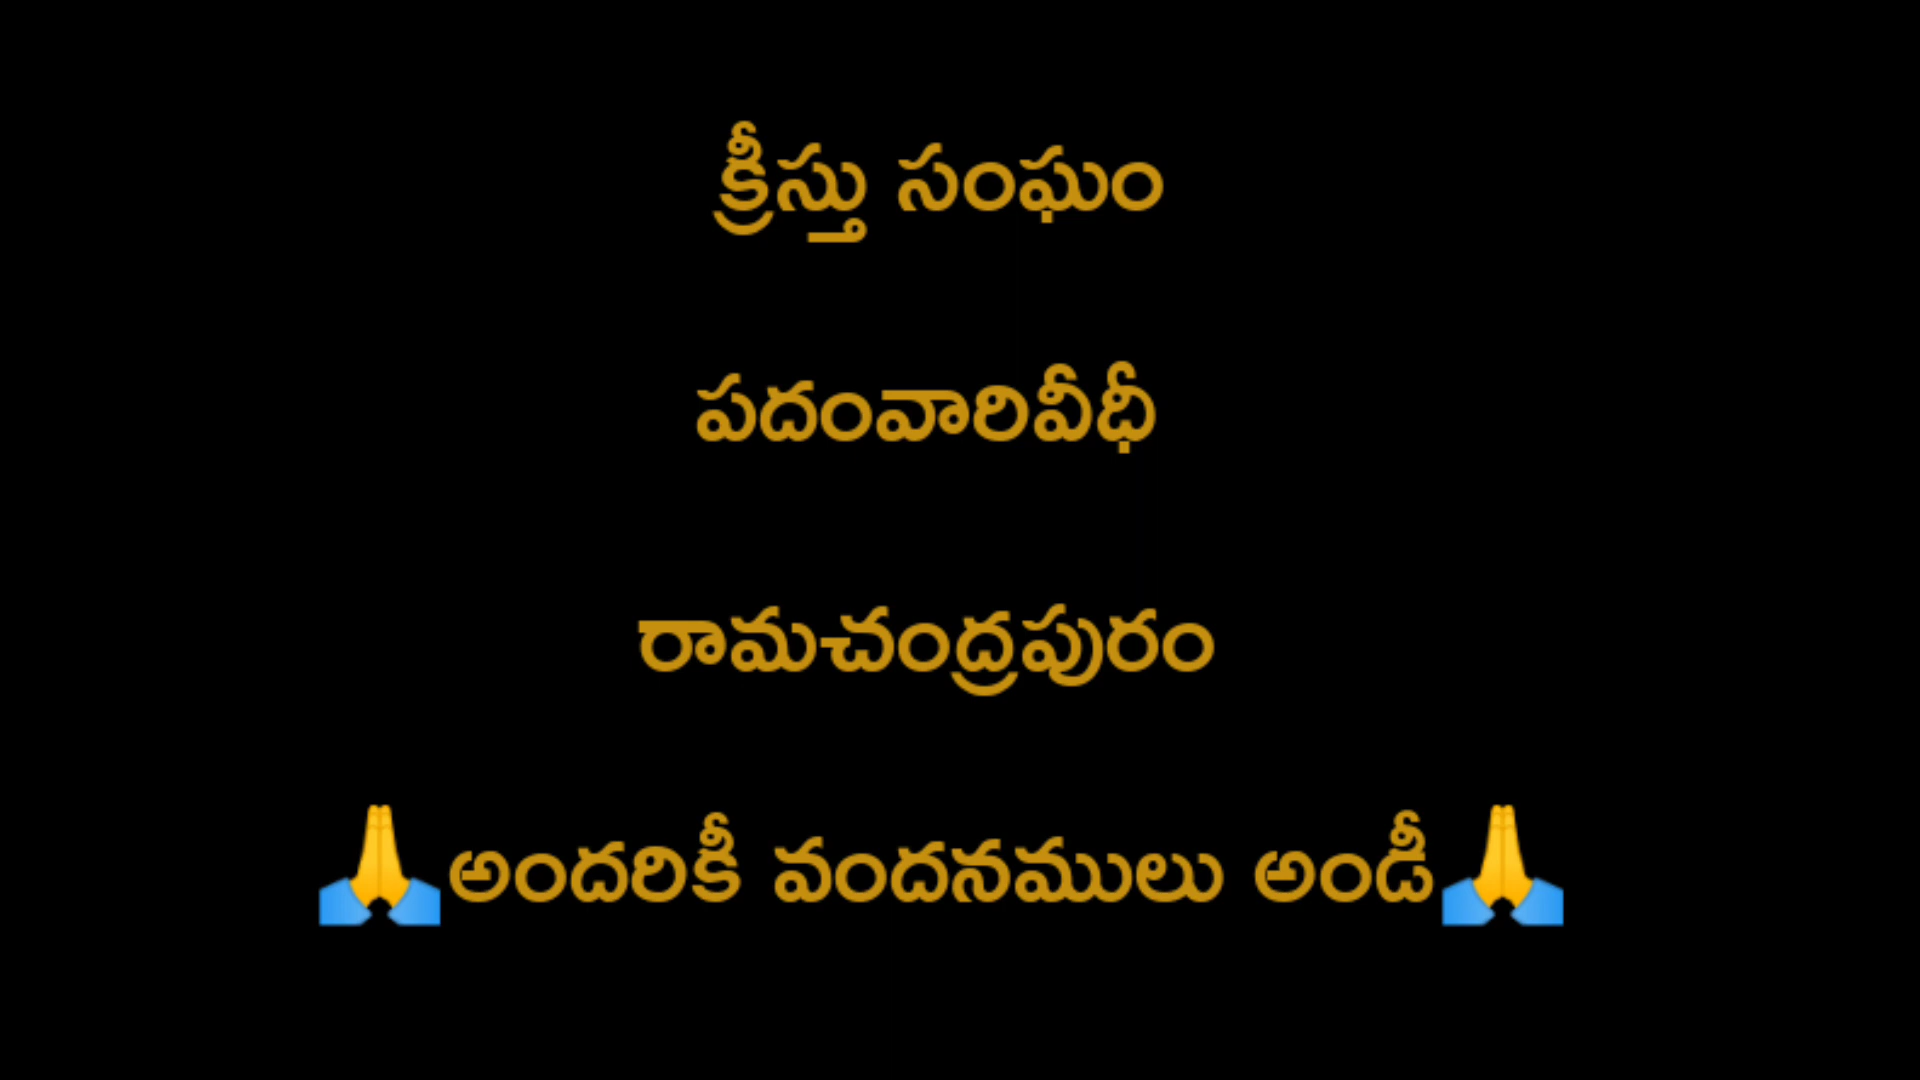 క్రీస్తు సంఘం
పదంవారివీధీ
రామచంద్రపురం
🙏అందరికీ వందనములు అండీ🙏